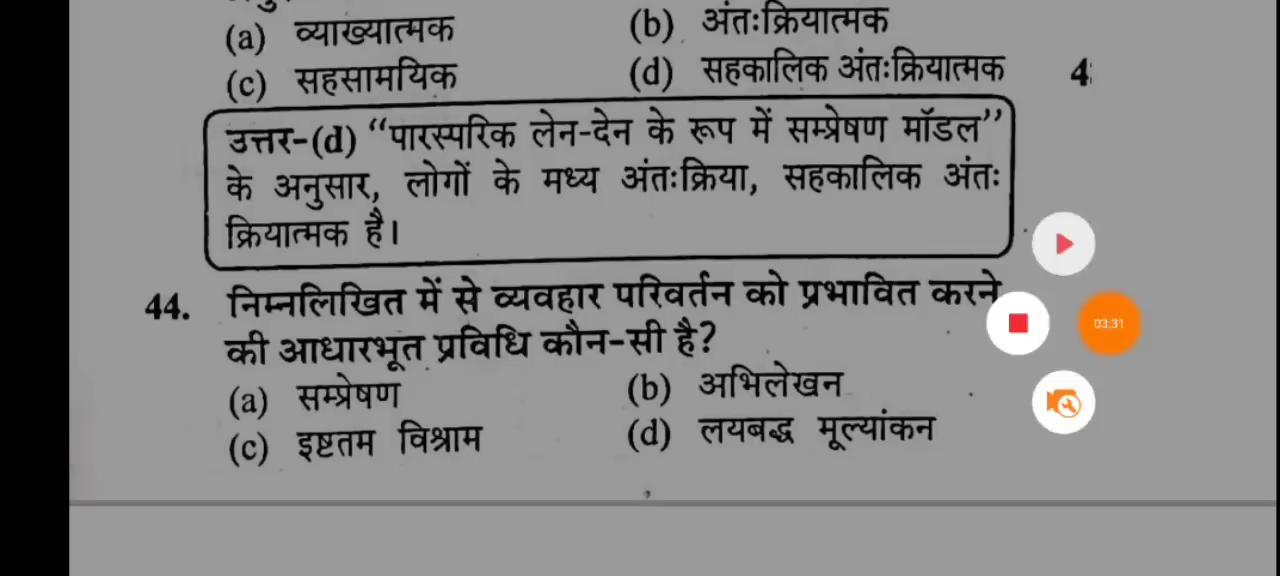 (a) व्याख्यात्मक (b) अंतःक्रियात्मक
(c) सहसामयिक (d) सहकालिक अंतःक्रियात्मक 4
उत्तर-(d) “पारस्परिक लेन-देन के रूप में सम्प्रेषण मॉडल”
के अनुसार, लोगों के मध्य अंतःक्रिया, सहकालिक अंतः
क्रियात्मक है।
44. निम्नलिखित में से व्यवहार परिवर्तन को प्रभावित करने
की आधारभूत प्रविधि कौन-सी है?
(a) सम्प्रेषण (b) अभिलेखन
(c) इष्टतम विश्राम (d) लयबद्ध मूल्यांकन
03:31